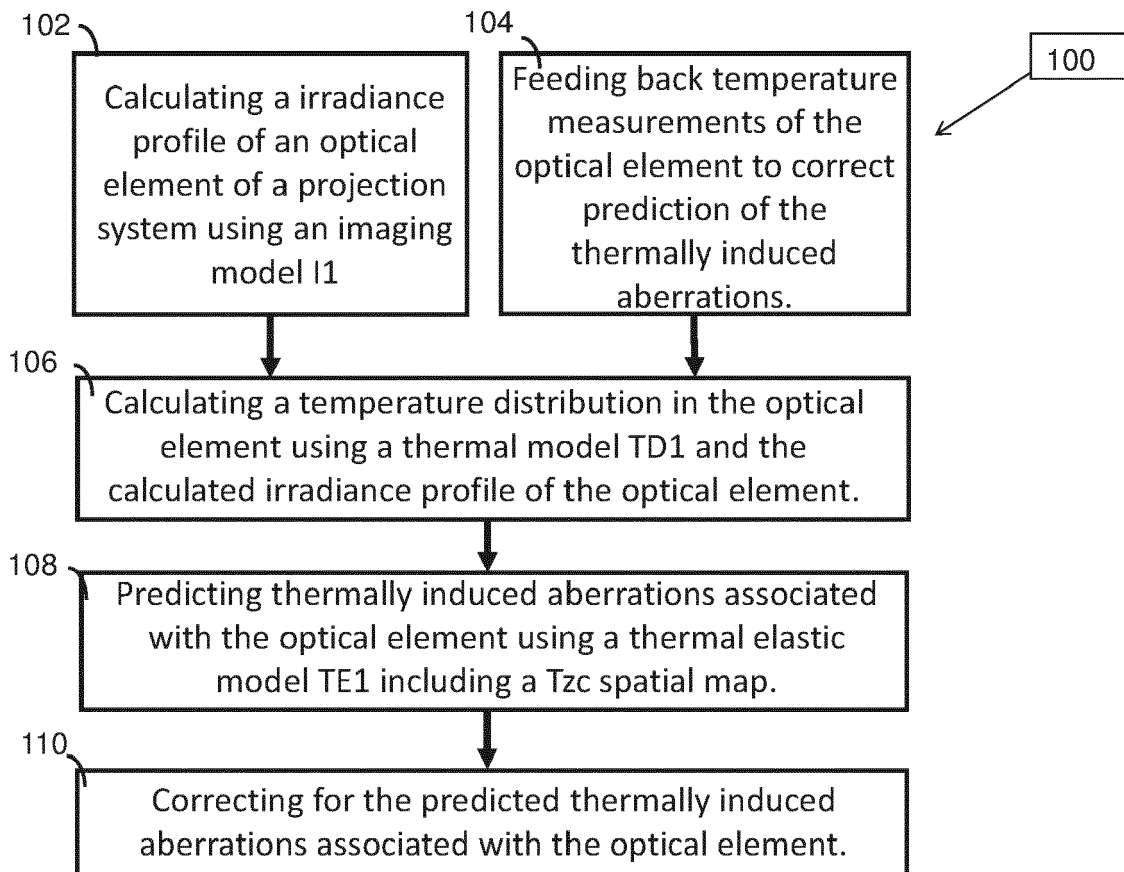 102
Calculating a irradiance
profile of an optical
element of a projection
system using an imaging
model I1
104
Feeding back temperature
measurements of the
optical element to correct
prediction of the
thermally induced
aberrations.
100
106
Calculating a temperature distribution in the optical
element using a thermal model TD1 and the
calculated irradiance profile of the optical element.
108
Predicting thermally induced aberrations associated
with the optical element using a thermal elastic
model TE1 including a Tzc spatial map.
110
Correcting for the predicted thermally induced
aberrations associated with the optical element.